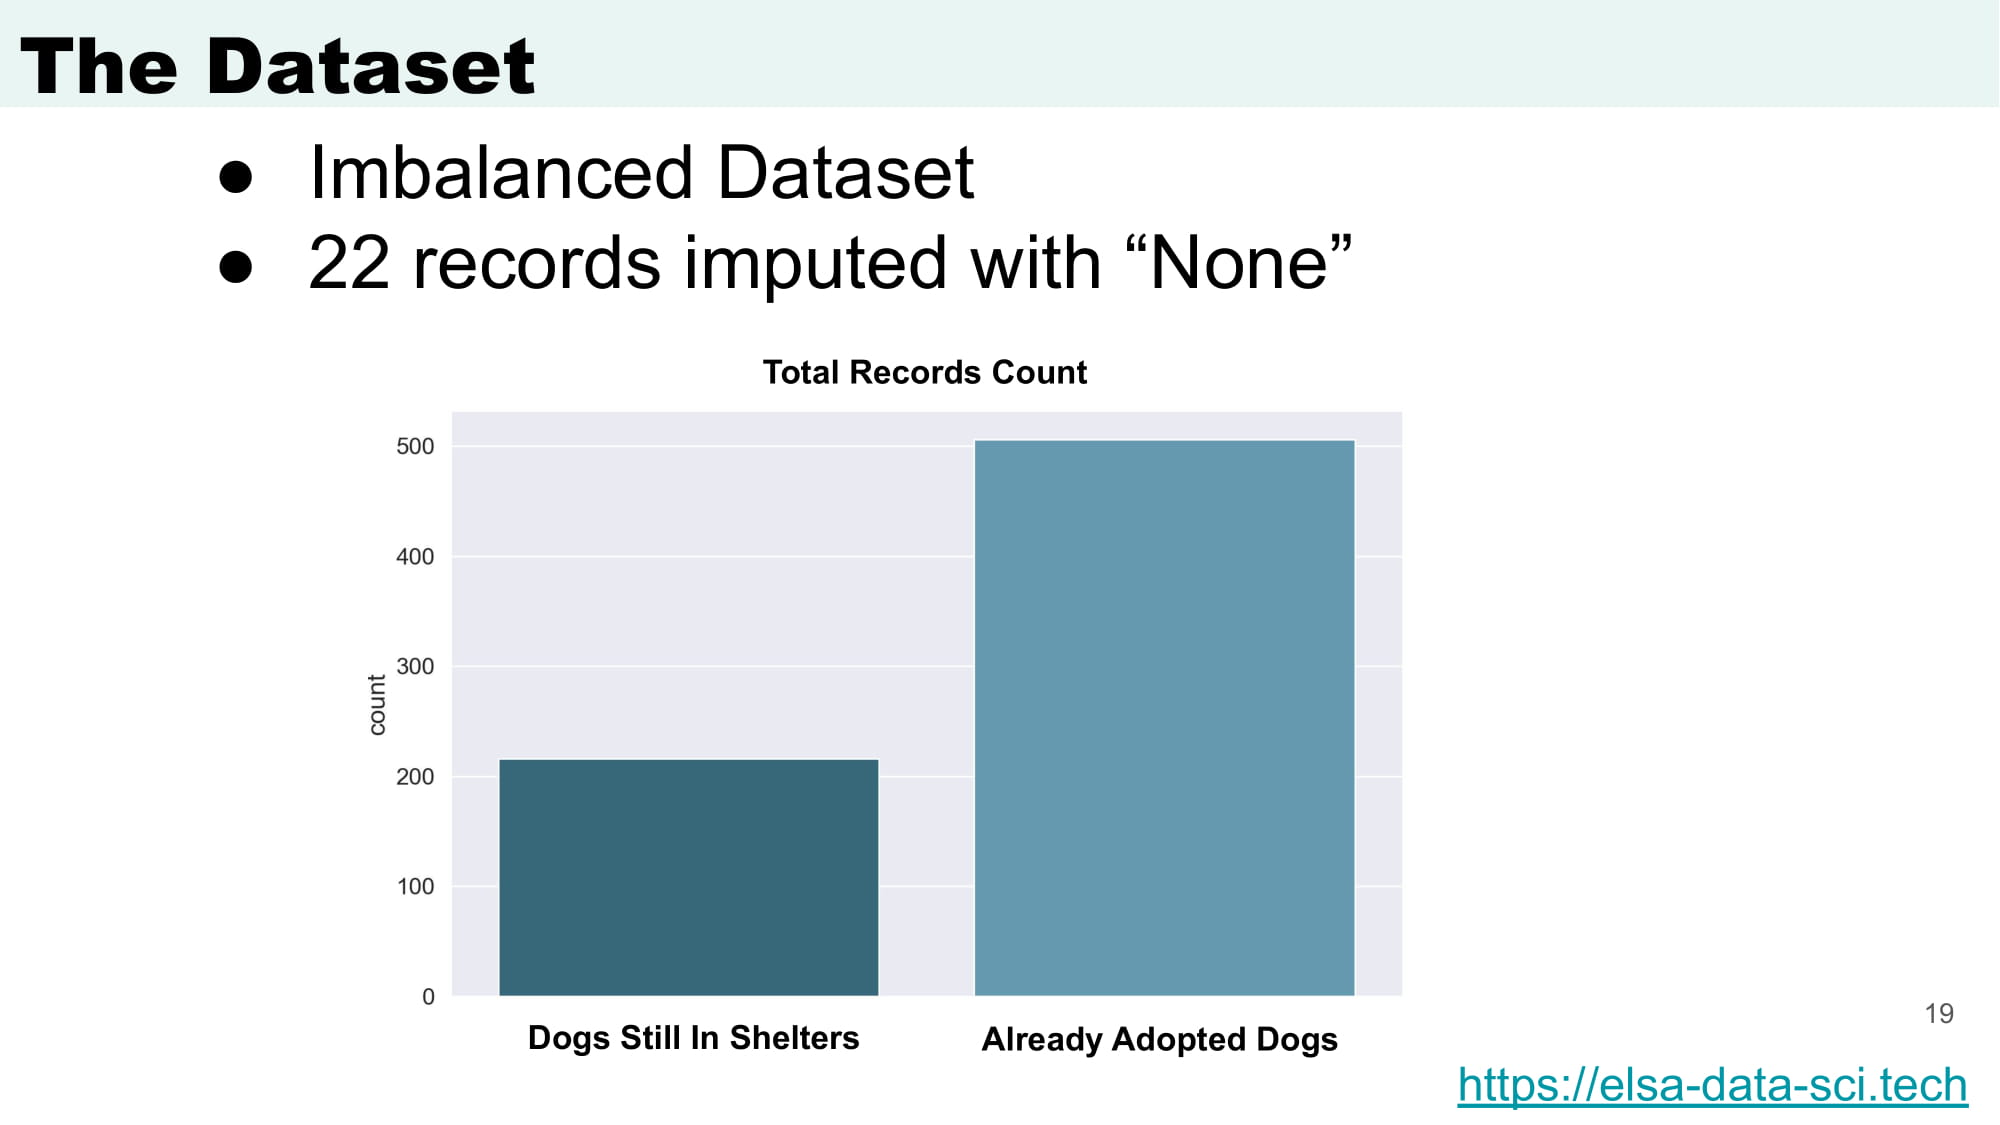 The Dataset
● Imbalanced Dataset
● 22 records imputed with “None”
Total Records Count
500
400
300
200
100
0
count
Dogs Still In Shelters
Already Adopted Dogs
19
https://elsa-data-sci.tech